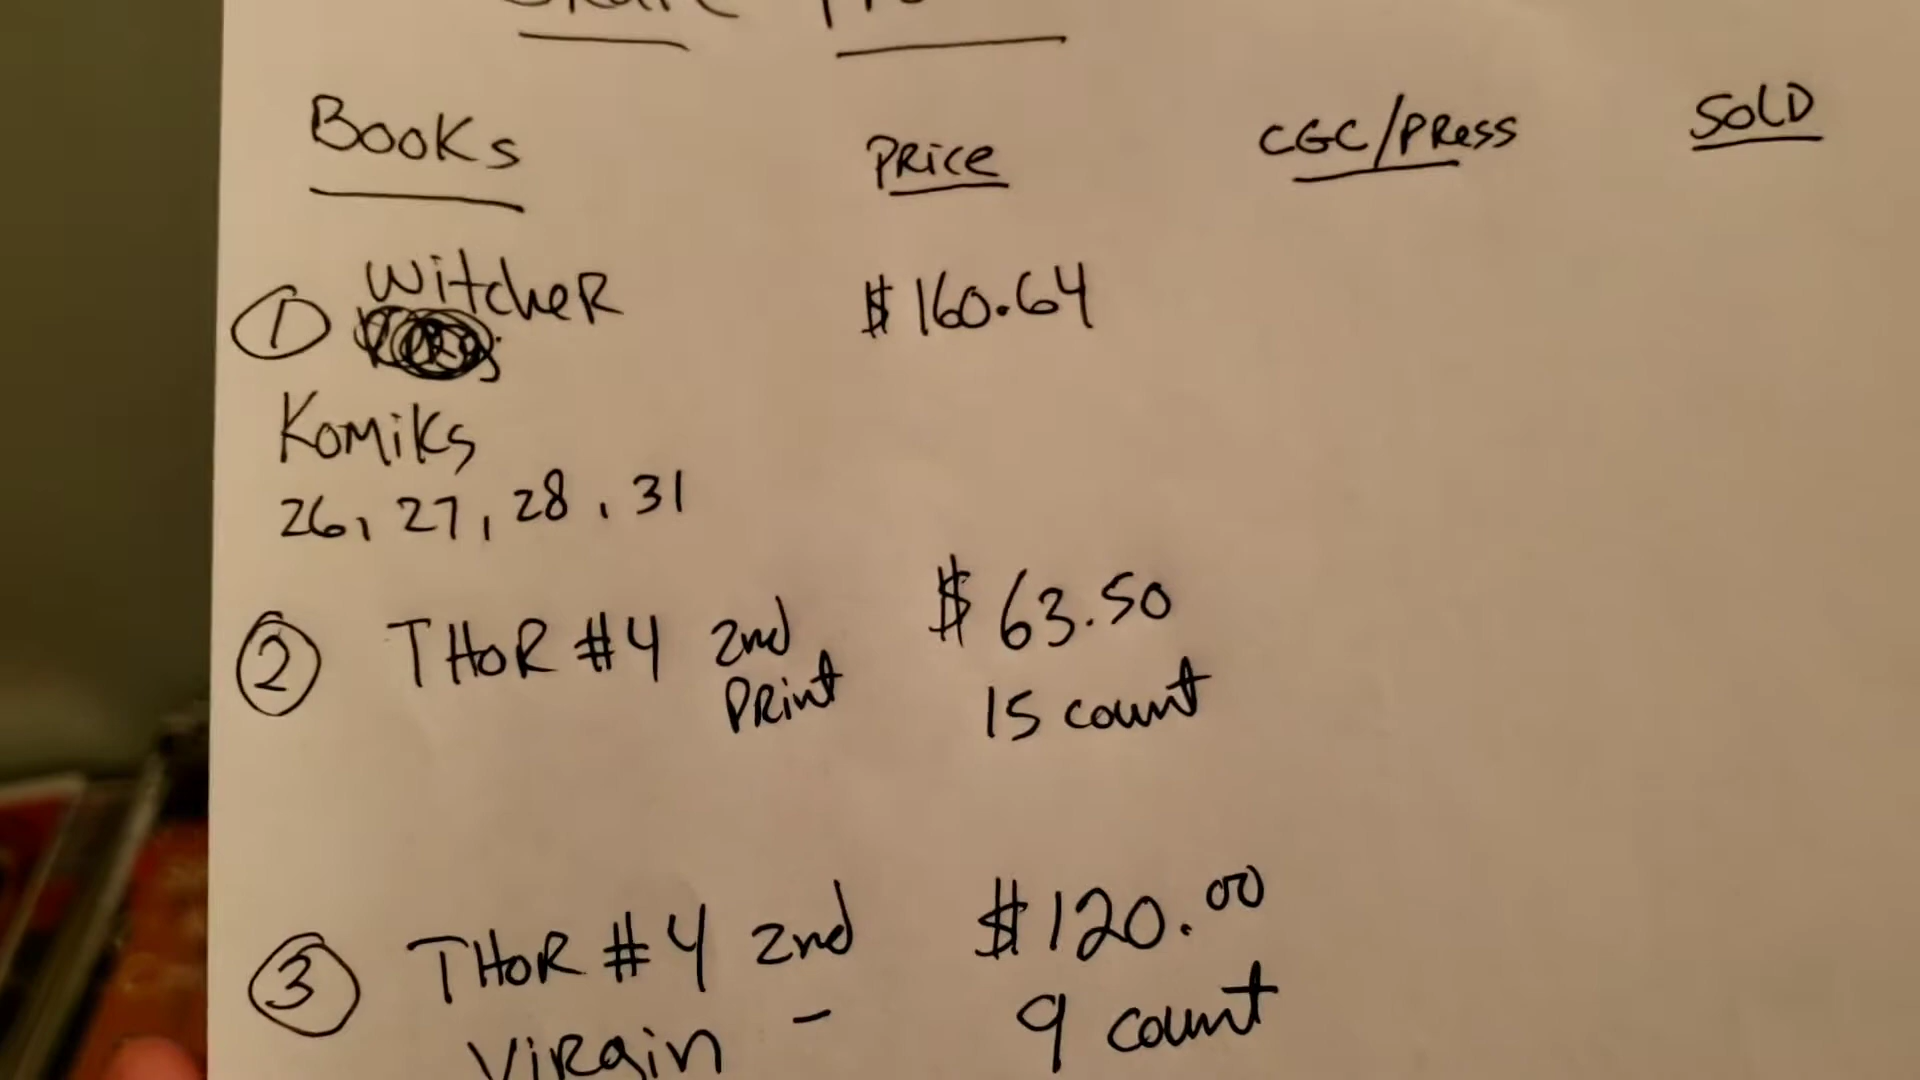 Books PRice CGC/PRess SOLD
① WitcheR $160.64
Komiks
26, 27, 28, 31
② THoR #4 2nd $63.50
PRint 15 count
③ THoR #4 2nd $120.00
ViRgin - 9 count